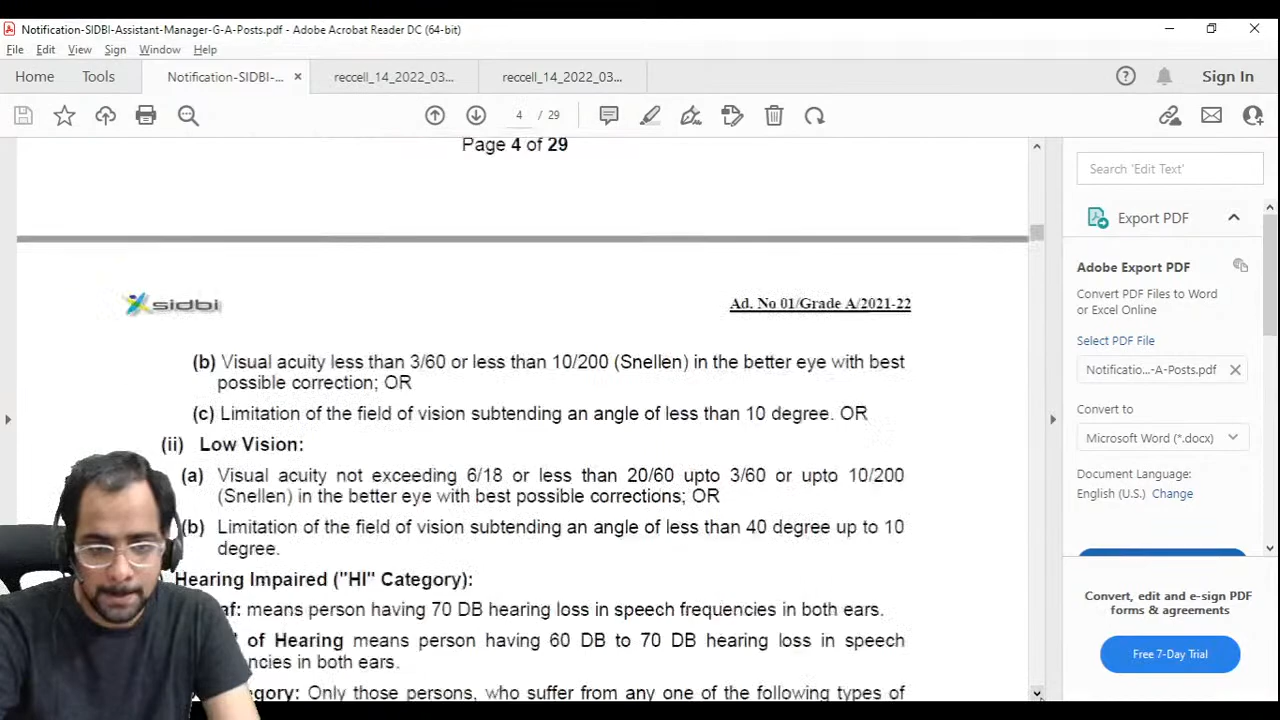 Notification-SIDBI-Assistant-Manager-G-A-Posts.pdf - Adobe Acrobat Reader DC (64-bit)
File Edit View Sign Window Help
Home Tools Notification-SIDBI-... reccell_14_2022_03... reccell_14_2022_03... Sign In
4 / 29
Page 4 of 29
sidbi
Ad. No 01/Grade A/2021-22
(b) Visual acuity less than 3/60 or less than 10/200 (Snellen) in the better eye with best
possible correction; OR
(c) Limitation of the field of vision subtending an angle of less than 10 degree. OR
(ii) Low Vision:
(a) Visual acuity not exceeding 6/18 or less than 20/60 upto 3/60 or upto 10/200
(Snellen) in the better eye with best possible corrections; OR
(b) Limitation of the field of vision subtending an angle of less than 40 degree up to 10
degree.
Hearing Impaired ("HI" Category):
af: means person having 70 DB hearing loss in speech frequencies in both ears.
of Hearing means person having 60 DB to 70 DB hearing loss in speech
ncies in both ears.
gory: Only those persons, who suffer from any one of the following types of
Search 'Edit Text'
Export PDF
Adobe Export PDF
Convert PDF Files to Word
or Excel Online
Select PDF File
Notificatio...-A-Posts.pdf
Convert to
Microsoft Word (*.docx)
Document Language:
English (U.S.) Change
Convert, edit and e-sign PDF
forms & agreements
Free 7-Day Trial